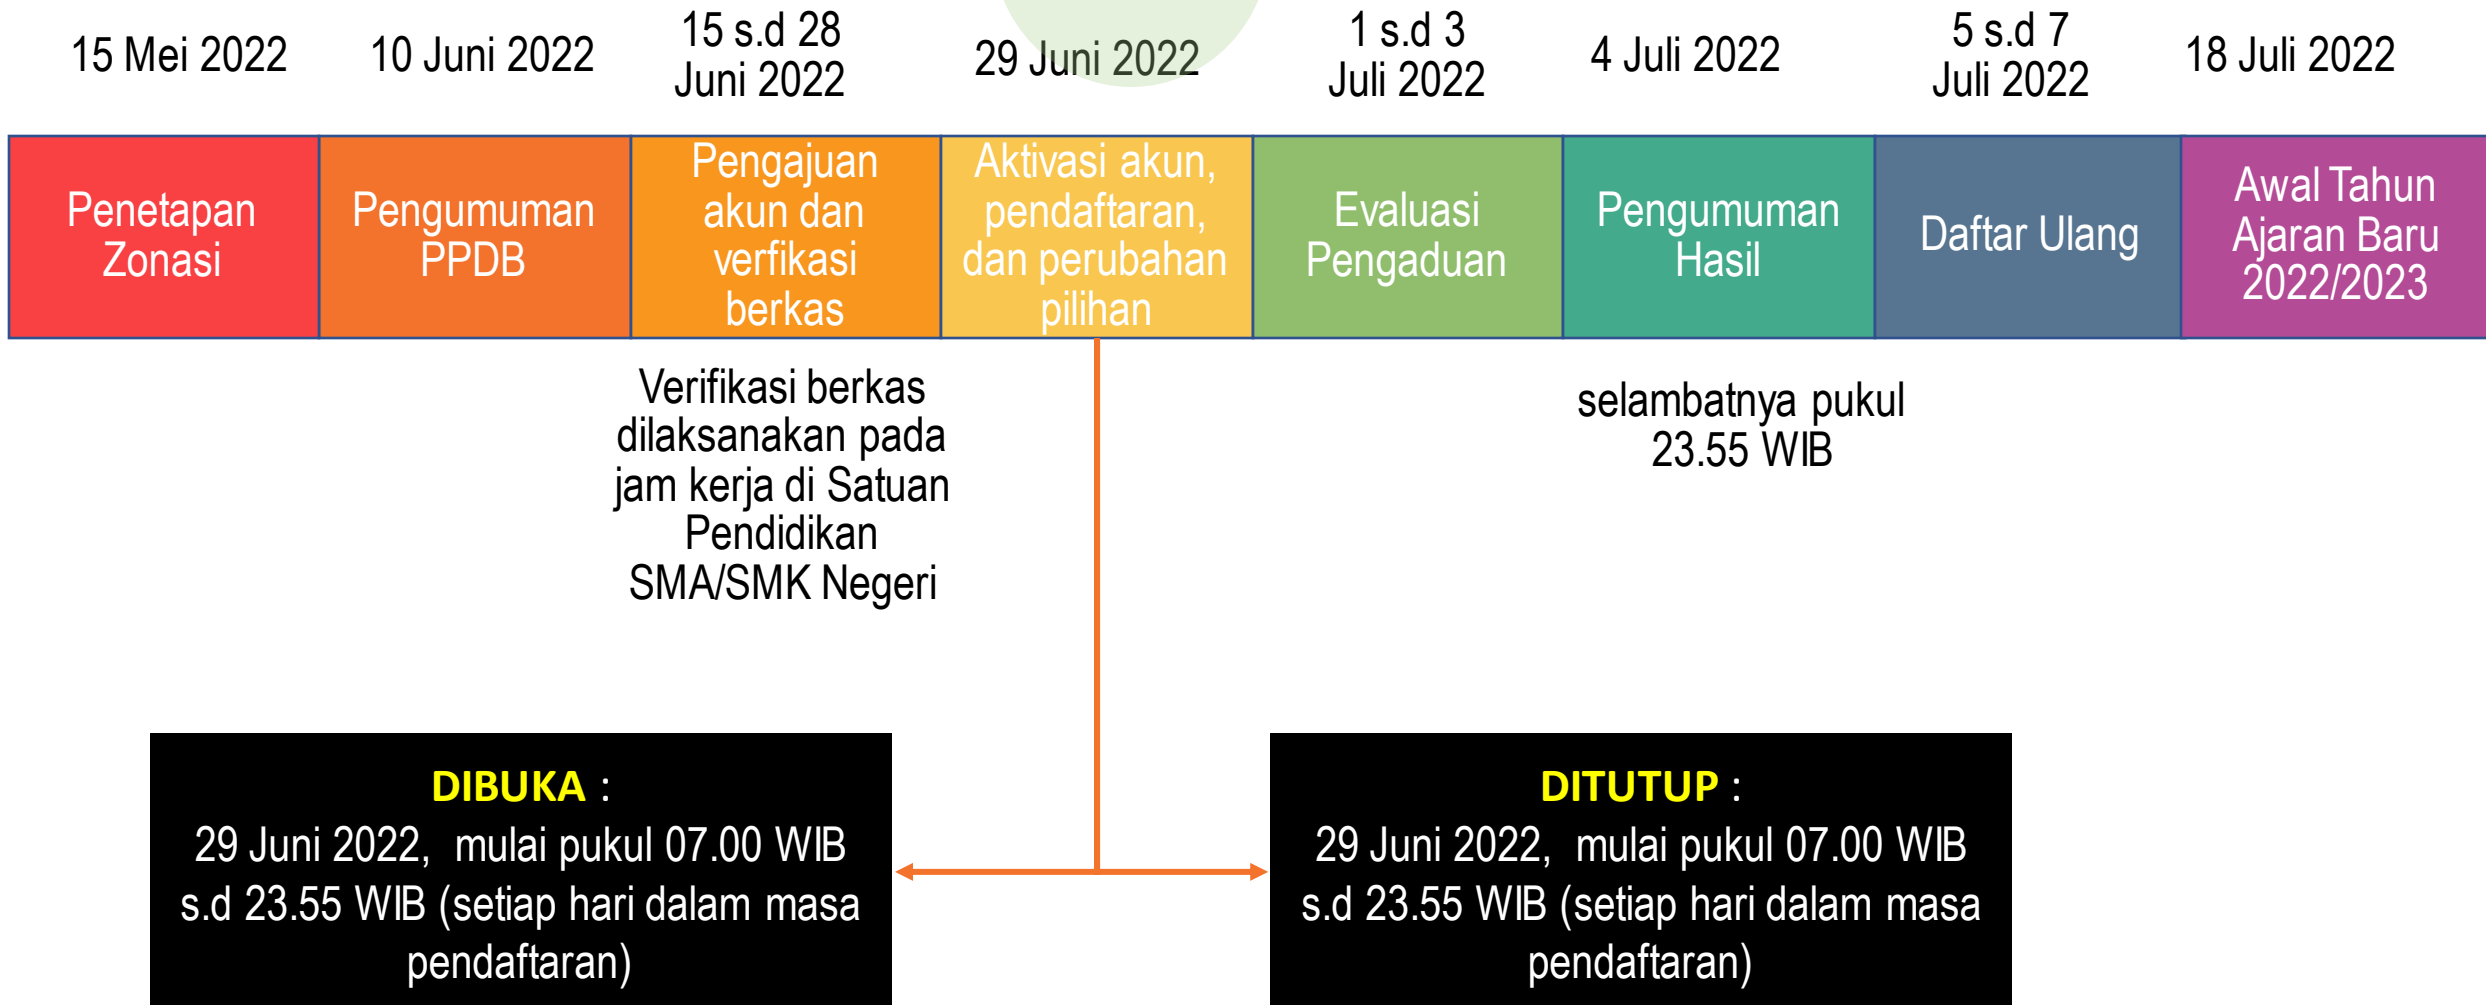 15 Mei 2022
10 Juni 2022
15 s.d 28
Juni 2022
29 Juni 2022
1 s.d 3
Juli 2022
4 Juli 2022
5 s.d 7
Juli 2022
18 Juli 2022
Penetapan
Zonasi
Pengumuman
PPDB
Pengajuan
akun dan
verfikasi
berkas
Aktivasi akun,
pendaftaran,
dan perubahan
pilihan
Evaluasi
Pengaduan
Pengumuman
Hasil
Daftar Ulang
Awal Tahun
Ajaran Baru
2022/2023
Verifikasi berkas
dilaksanakan pada
jam kerja di Satuan
Pendidikan
SMA/SMK Negeri
selambatnya pukul
23.55 WIB
DIBUKA :
29 Juni 2022, mulai pukul 07.00 WIB
s.d 23.55 WIB (setiap hari dalam masa
pendaftaran)
DITUTUP :
29 Juni 2022, mulai pukul 07.00 WIB
s.d 23.55 WIB (setiap hari dalam masa
pendaftaran)